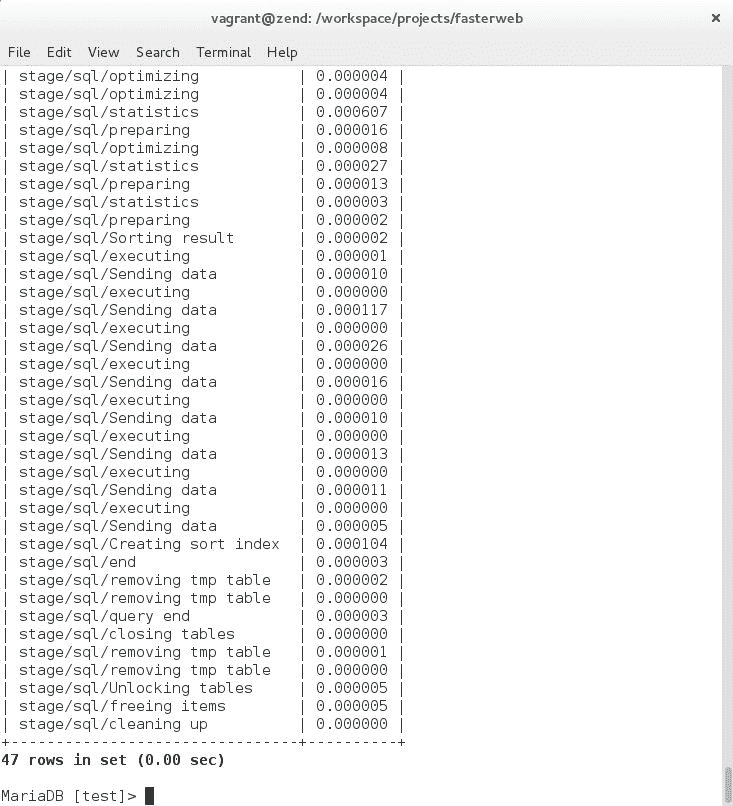 vagrant@zend: /workspace/projects/fasterweb ×
File Edit View Search Terminal Help
| stage/sql/optimizing | 0.000004 |
| stage/sql/optimizing | 0.000004 |
| stage/sql/statistics | 0.000607 |
| stage/sql/preparing | 0.000016 |
| stage/sql/optimizing | 0.000008 |
| stage/sql/statistics | 0.000027 |
| stage/sql/preparing | 0.000013 |
| stage/sql/statistics | 0.000003 |
| stage/sql/preparing | 0.000002 |
| stage/sql/Sorting result | 0.000002 |
| stage/sql/executing | 0.000001 |
| stage/sql/Sending data | 0.000010 |
| stage/sql/executing | 0.000000 |
| stage/sql/Sending data | 0.000117 |
| stage/sql/executing | 0.000000 |
| stage/sql/Sending data | 0.000026 |
| stage/sql/executing | 0.000000 |
| stage/sql/Sending data | 0.000016 |
| stage/sql/executing | 0.000000 |
| stage/sql/Sending data | 0.000010 |
| stage/sql/executing | 0.000000 |
| stage/sql/Sending data | 0.000013 |
| stage/sql/executing | 0.000000 |
| stage/sql/Sending data | 0.000011 |
| stage/sql/executing | 0.000000 |
| stage/sql/Sending data | 0.000005 |
| stage/sql/Creating sort index | 0.000104 |
| stage/sql/end | 0.000003 |
| stage/sql/removing tmp table | 0.000002 |
| stage/sql/removing tmp table | 0.000000 |
| stage/sql/query end | 0.000003 |
| stage/sql/closing tables | 0.000000 |
| stage/sql/removing tmp table | 0.000001 |
| stage/sql/removing tmp table | 0.000000 |
| stage/sql/Unlocking tables | 0.000005 |
| stage/sql/freeing items | 0.000005 |
| stage/sql/cleaning up | 0.000000 |
+--------------------------------+----------+
47 rows in set (0.00 sec)
MariaDB [test]>